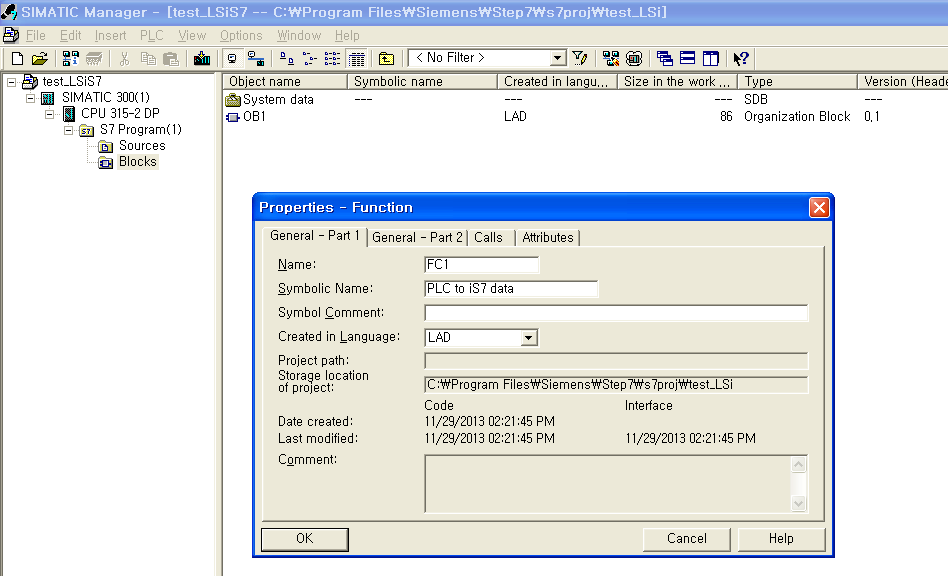 SIMATIC Manager - [test_LSiS7 -- C:₩Program Files₩Siemens₩Step7₩s7proj₩test_LSi]
File Edit Insert PLC View Options Window Help
< No Filter >
test_LSiS7
SIMATIC 300(1)
CPU 315-2 DP
S7 Program(1)
Sources
Blocks
Object name Symbolic name Created in langu... Size in the work ... Type Version (Heade
System data --- --- --- SDB ---
OB1 LAD 86 Organization Block 0.1
Properties - Function
General - Part 1 General - Part 2 Calls Attributes
Name: FC1
Symbolic Name: PLC to iS7 data
Symbol Comment:
Created in Language: LAD
Project path:
Storage location
of project: C:₩Program Files₩Siemens₩Step7₩s7proj₩test_LSi
Code Interface
Date created: 11/29/2013 02:21:45 PM
Last modified: 11/29/2013 02:21:45 PM 11/29/2013 02:21:45 PM
Comment:
OK Cancel Help